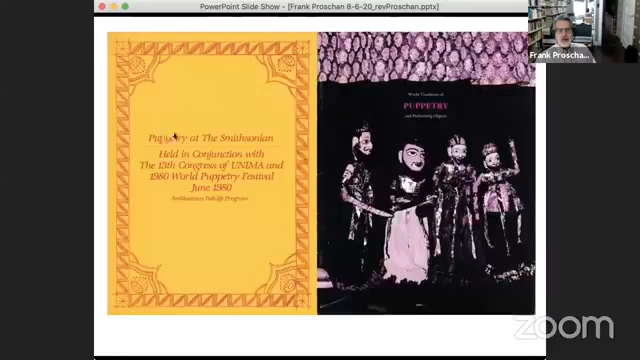 PowerPoint Slide Show - [Frank Proschan 8-6-20_revProschan.pptx]
Frank Proscha...
Puppetry at The Smithsonian
Held in Conjunction with
The 13th Congress of UNIMA and
1980 World Puppetry Festival
June 1980
Smithsonian Folklife Program
World Traditions of
PUPPETRY
and Performing Objects
zoom